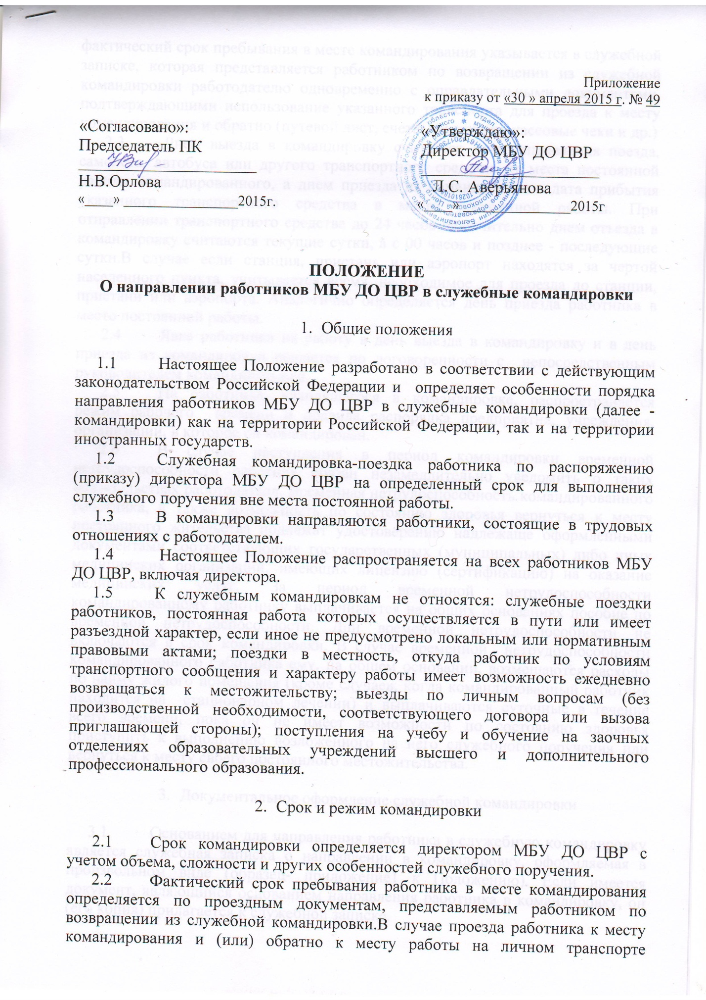 Приложение
к приказу от «30 » апреля 2015 г. № 49
«Согласовано»:
Председатель ПК
Н.В.Орлова
«____» __________________2015г.
«Утверждаю»:
Директор МБУ ДО ЦВР
Л.С. Аверьянова
«____» ________________2015г
ПОЛОЖЕНИЕ
О направлении работников МБУ ДО ЦВР в служебные командировки
1. Общие положения
1.1 Настоящее Положение разработано в соответствии с действующим
законодательством Российской Федерации и определяет особенности порядка
направления работников МБУ ДО ЦВР в служебные командировки (далее -
командировки) как на территории Российской Федерации, так и на территории
иностранных государств.
1.2 Служебная командировка-поездка работника по распоряжению
(приказу) директора МБУ ДО ЦВР на определенный срок для выполнения
служебного поручения вне места постоянной работы.
1.3 В командировки направляются работники, состоящие в трудовых
отношениях с работодателем.
1.4 Настоящее Положение распространяется на всех работников МБУ
ДО ЦВР, включая директора.
1.5 К служебным командировкам не относятся: служебные поездки
работников, постоянная работа которых осуществляется в пути или имеет
разъездной характер, если иное не предусмотрено локальным или нормативным
правовыми актами; поездки в местность, откуда работник по условиям
транспортного сообщения и характеру работы имеет возможность ежедневно
возвращаться к местожительству; выезды по личным вопросам (без
производственной необходимости, соответствующего договора или вызова
приглашающей стороны); поступления на учебу и обучение на заочных
отделениях образовательных учреждений высшего и дополнительного
профессионального образования.
2. Срок и режим командировки
2.1 Срок командировки определяется директором МБУ ДО ЦВР с
учетом объема, сложности и других особенностей служебного поручения.
2.2 Фактический срок пребывания работника в месте командирования
определяется по проездным документам, представляемым работником по
возвращении из служебной командировки.В случае проезда работника к месту
командирования и (или) обратно к месту работы на личном транспорте